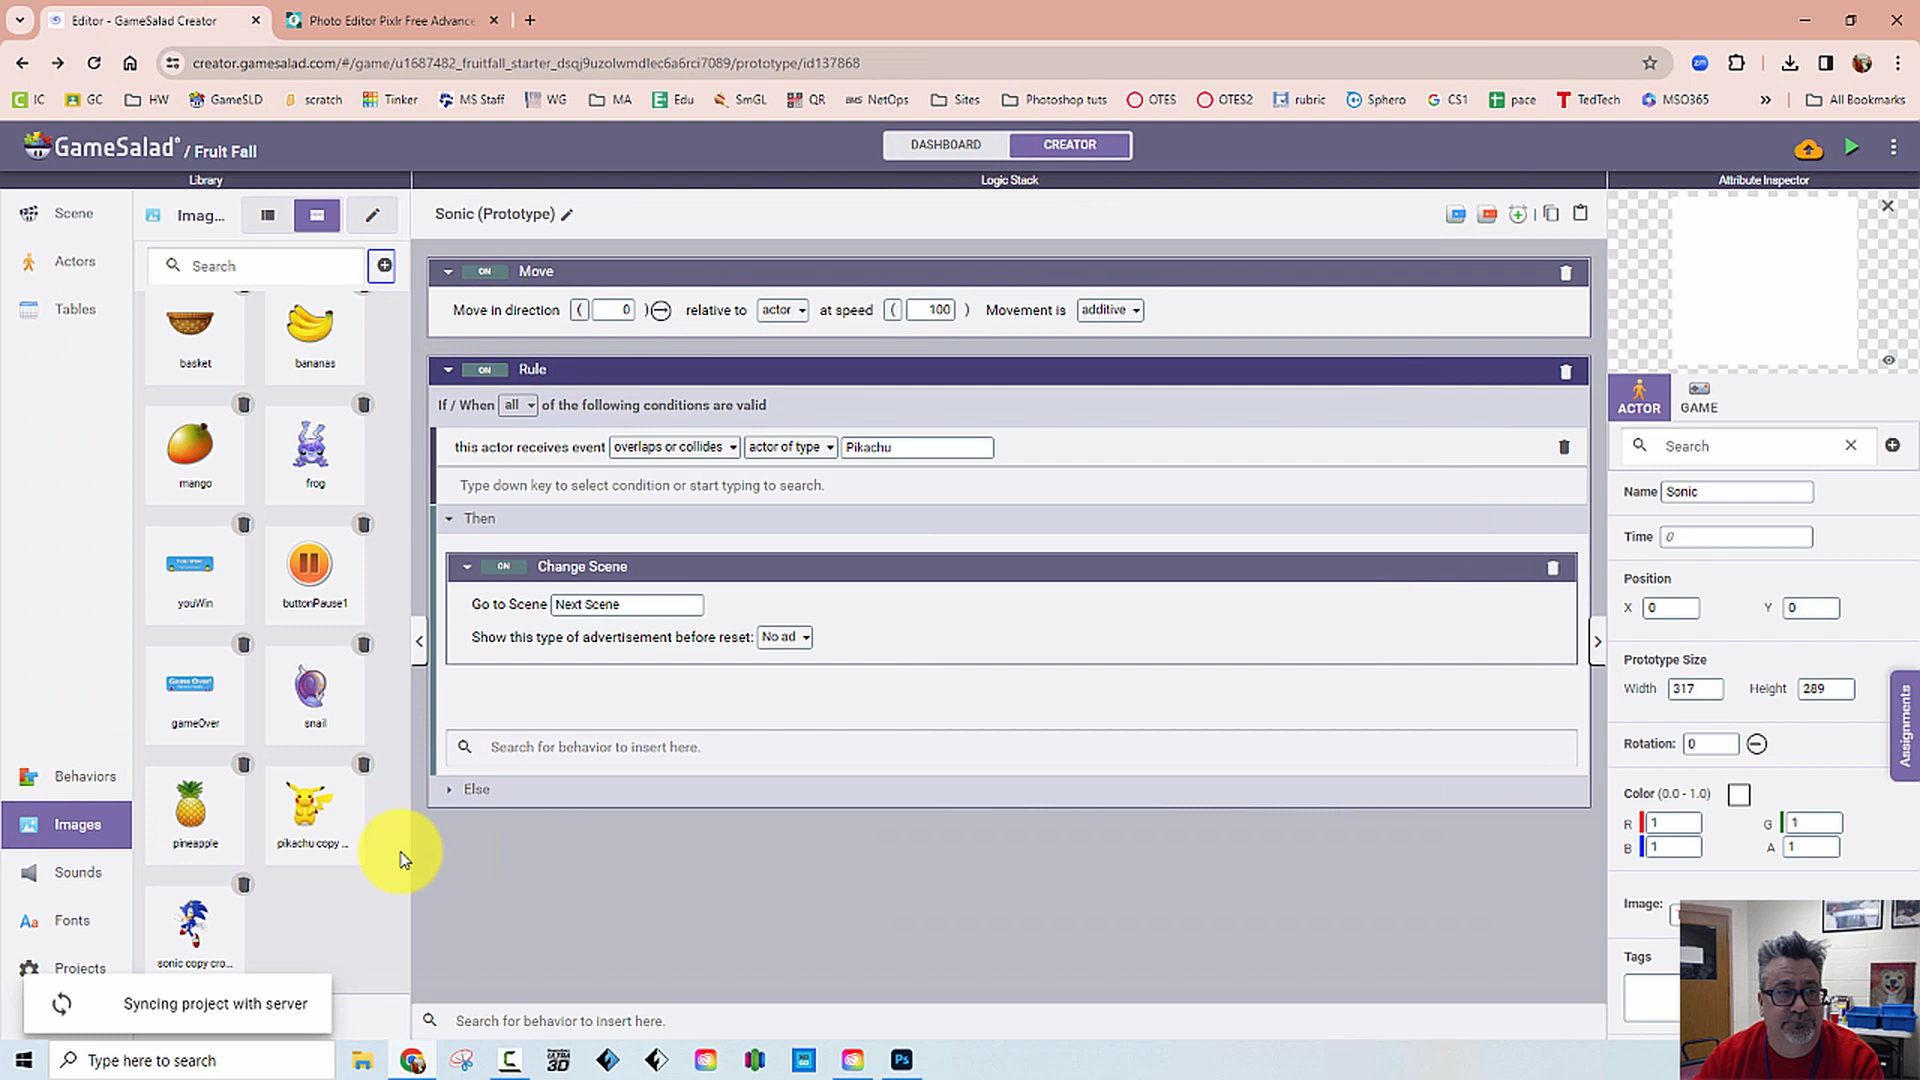 Editor - GameSalad Creator
Photo Editor Pixlr Free Advance
creator.gamesalad.com/#/game/u1687482_fruitfall_starter_dsqj9uzolwmdlec6a6rci7089/prototype/id137868
IC GC HW GameSLD scratch Tinker MS Staff WG MA Edu SmGL QR BMS NetOps Sites Photoshop tuts OTES OTES2 rubric Sphero CS1 pace TedTech MSO365 » All Bookmarks
GameSalad® / Fruit Fall
DASHBOARD CREATOR
Library Logic Stack Attribute Inspector
Scene
Actors
Tables
Behaviors
Images
Sounds
Fonts
Projects
Imag...
Search
basket bananas
mango frog
youWin buttonPause1
Game Over!
gameOver snail
pineapple pikachu copy ...
sonic copy cro...
Syncing project with server
Sonic (Prototype)
ON Move
Move in direction ( 0 ) relative to actor at speed ( 100 ) Movement is additive
ON Rule
If / When all of the following conditions are valid
this actor receives event overlaps or collides actor of type Pikachu
Type down key to select condition or start typing to search.
Then
ON Change Scene
Go to Scene Next Scene
Show this type of advertisement before reset: No ad
Search for behavior to insert here.
Else
Search for behavior to insert here.
ACTOR GAME
Search
Name Sonic
Time 0
Position
X 0 Y 0
Prototype Size
Width 317 Height 289
Rotation: 0
Color (0.0 - 1.0)
R 1 G 1
B 1 A 1
Image:
Tags
Assignments
Type here to search
ULTRA
3D
Ps